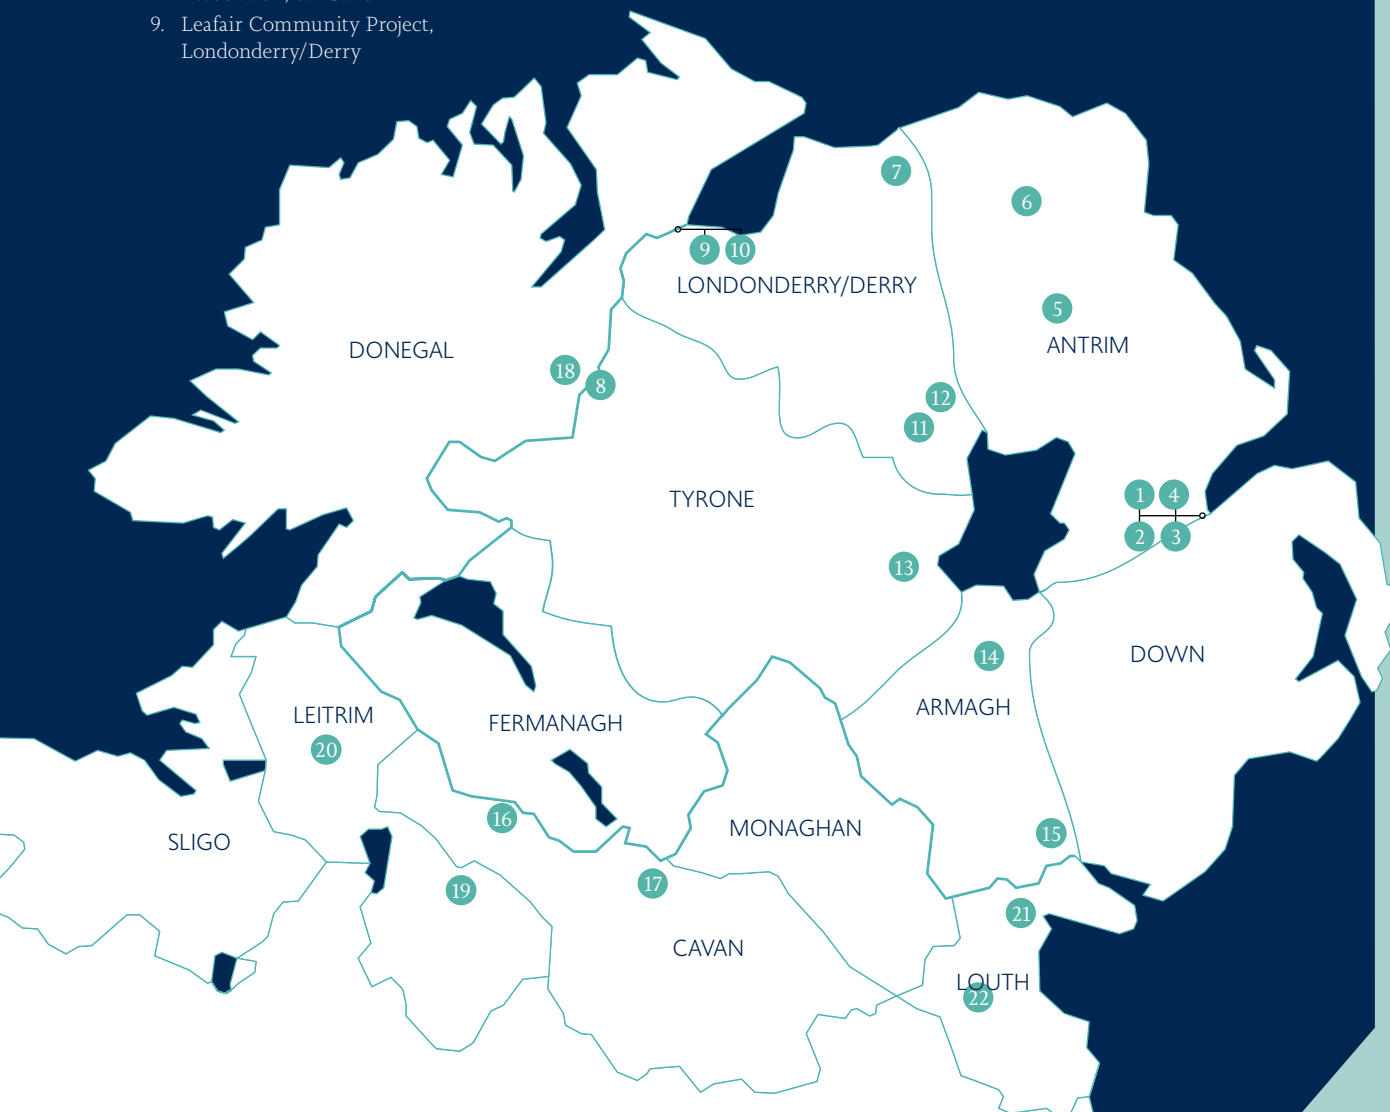 9. Leafair Community Project,
Londonderry/Derry
7
6
9 10
LONDONDERRY/DERRY
5
ANTRIM
DONEGAL
18 8
12
11
TYRONE
1 4
2 3
13
DOWN
14
ARMAGH
LEITRIM
FERMANAGH
20
16
MONAGHAN
15
SLIGO
17
19
21
CAVAN
LOUTH
22